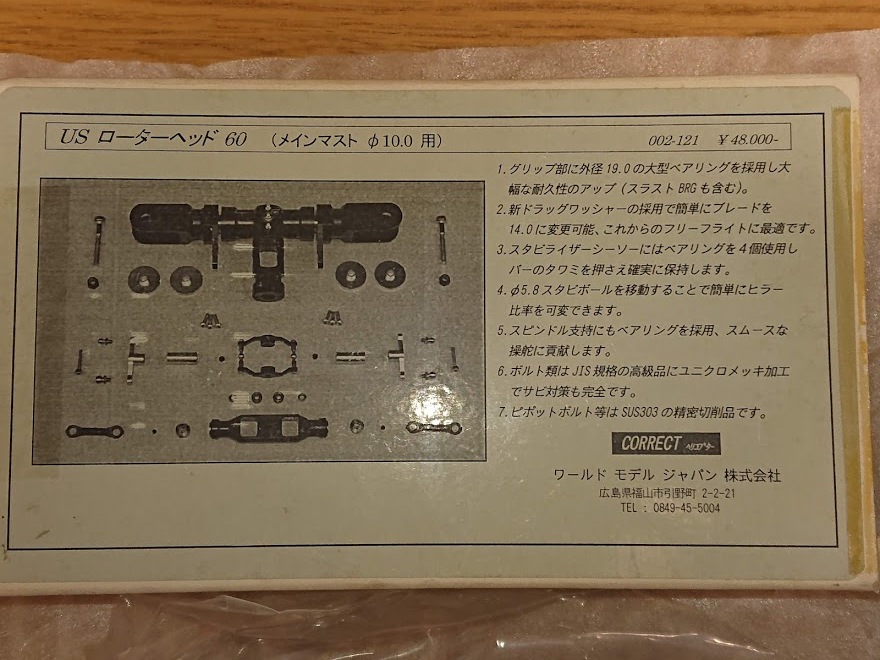 US ローターヘッド 60 (メインマスト φ10.0 用) 002-121 ¥48.000-
1. グリップ部に外径 19.0 の大型ベアリングを採用し大
幅な耐久性のアップ (スラスト BRG も含む)。
2. 新ドラッグワッシャーの採用で簡単にブレードを
14.0 に変更可能、これからのフリーフライトに最適です。
3. スタビライザーシーソーにはベアリングを 4 個使用し
バーのタワミを押さえ確実に保持します。
4. φ5.8 スタビボールを移動することで簡単にヒラー
比率を可変できます。
5. スピンドル支持にもベアリングを採用、スムースな
操舵に貢献します。
6. ボルト類は JIS 規格の高級品にユニクロメッキ加工
でサビ対策も完全です。
7. ピボットボルト等は SUS303 の精密切削品です。
CORRECT ヘリコプター
ワールド モデル ジャパン 株式会社
広島県福山市引野町 2-2-21
TEL : 0849-45-5004